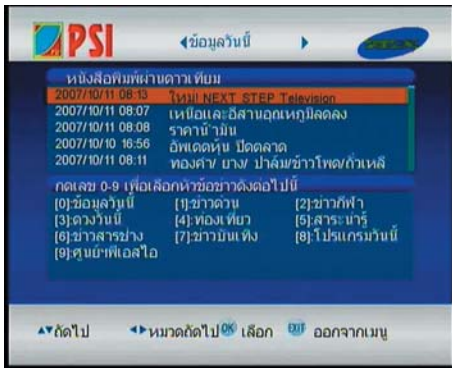 PSI
ข้อมูลวันนี้
หนังสือพิมพ์ผ่านดาวเทียม
2007/10/11 08:13 ใหม่! NEXT STEP Television
2007/10/11 08:07 เหนือและอีสานอุณหภูมิลดลง
2007/10/11 08:08 ราคาน้ำมัน
2007/10/10 16:56 อัพเดดหุ้น ปิดตลาด
2007/10/11 08:11 ทองคำ/ ยาง/ ปาล์ม/ข้าวโพด/ถั่วเหลื
กดเลข 0-9 เพื่อเลือกหัวข้อข่าวดังต่อไปนี้
[0]:ข้อมูลวันนี้ [1]:ข่าวด่วน [2]:ข่าวกีฬา
[3]:ดวงวันนี้ [4]:ท่องเที่ยว [5]:สาระน่ารู้
[6]:ข่าวสารช่าง [7]:ข่าวบันเทิง [8]:โปรแกรมวันนี้
[9]:ศูนย์ฯพีเอสไอ
▲▼ถัดไป ◄►หมวดถัดไป OK เลือก EXIT ออกจากเมนู